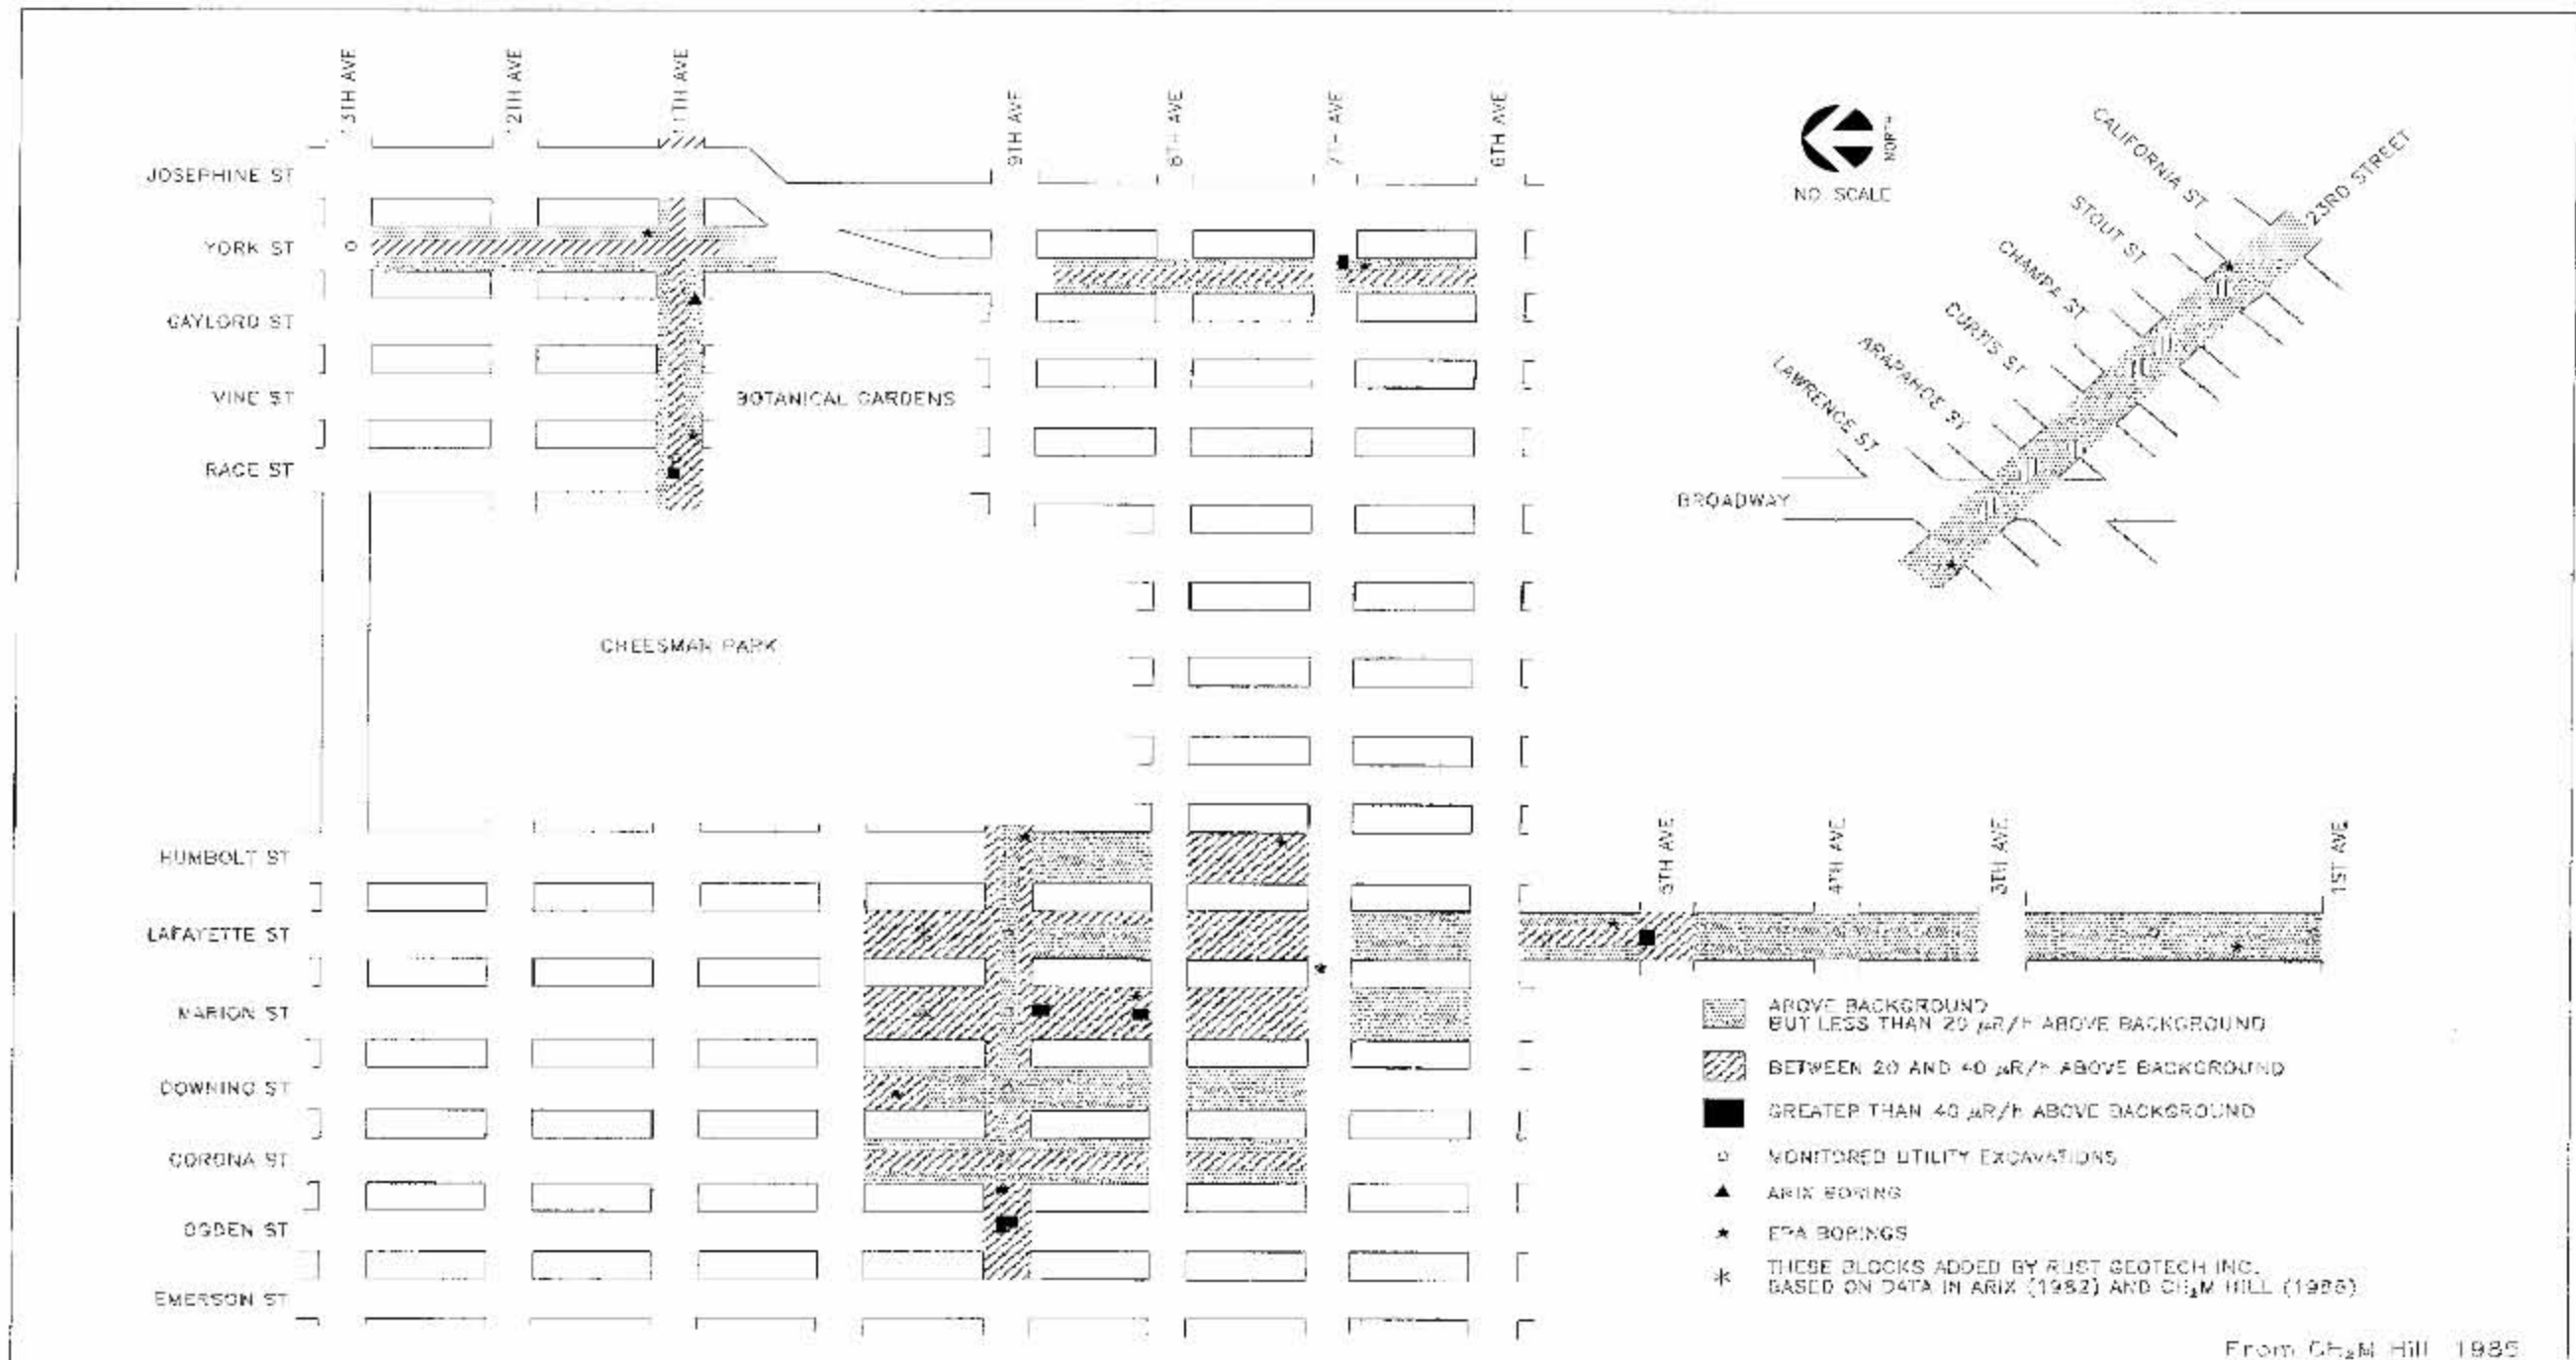 13TH AVE
12TH AVE
11TH AVE
9TH AVE
8TH AVE
7TH AVE
6TH AVE
JOSEPHINE ST
YORK ST
GAYLORD ST
VINE ST
RACE ST
BOTANICAL GARDENS
CHEESMAN PARK
NORTH
NO SCALE
CALIFORNIA ST
23RD STREET
STOUT ST
CHAMPA ST
CURTIS ST
ARAPAHOE ST
LAWRENCE ST
BROADWAY
HUMBOLT ST
LAFAYETTE ST
MARION ST
DOWNING ST
CORONA ST
OGDEN ST
EMERSON ST
5TH AVE
4TH AVE
3TH AVE
1ST AVE
ABOVE BACKGROUND
BUT LESS THAN 20 µR/h ABOVE BACKGROUND
BETWEEN 20 AND 40 µR/h ABOVE BACKGROUND
GREATER THAN 40 µR/h ABOVE BACKGROUND
MONITORED UTILITY EXCAVATIONS
ARIX BORING
EPA BORINGS
THESE BLOCKS ADDED BY RUST GEOTECH INC.
BASED ON DATA IN ARIX (1982) AND CH₂M HILL (1985)
From CH₂M Hill 1985